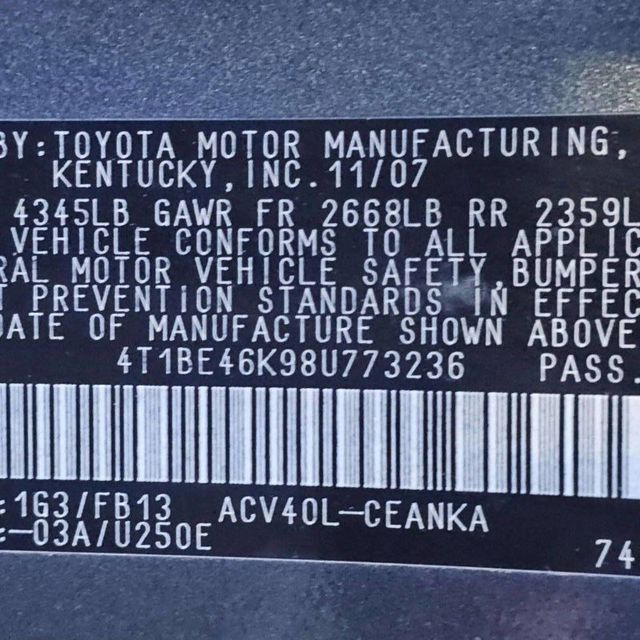 BY: TOYOTA MOTOR MANUFACTURING,
KENTUCKY, INC. 11/07
4345LB GAWR FR 2668LB RR 2359L
VEHICLE CONFORMS TO ALL APPLIC
RAL MOTOR VEHICLE SAFETY, BUMPER
T PREVENTION STANDARDS IN EFFEC
DATE OF MANUFACTURE SHOWN ABOVE
4T1BE46K98U773236 PASS.
:1G3/FB13 ACV40L-CEANKA
:-03A/U250E
74